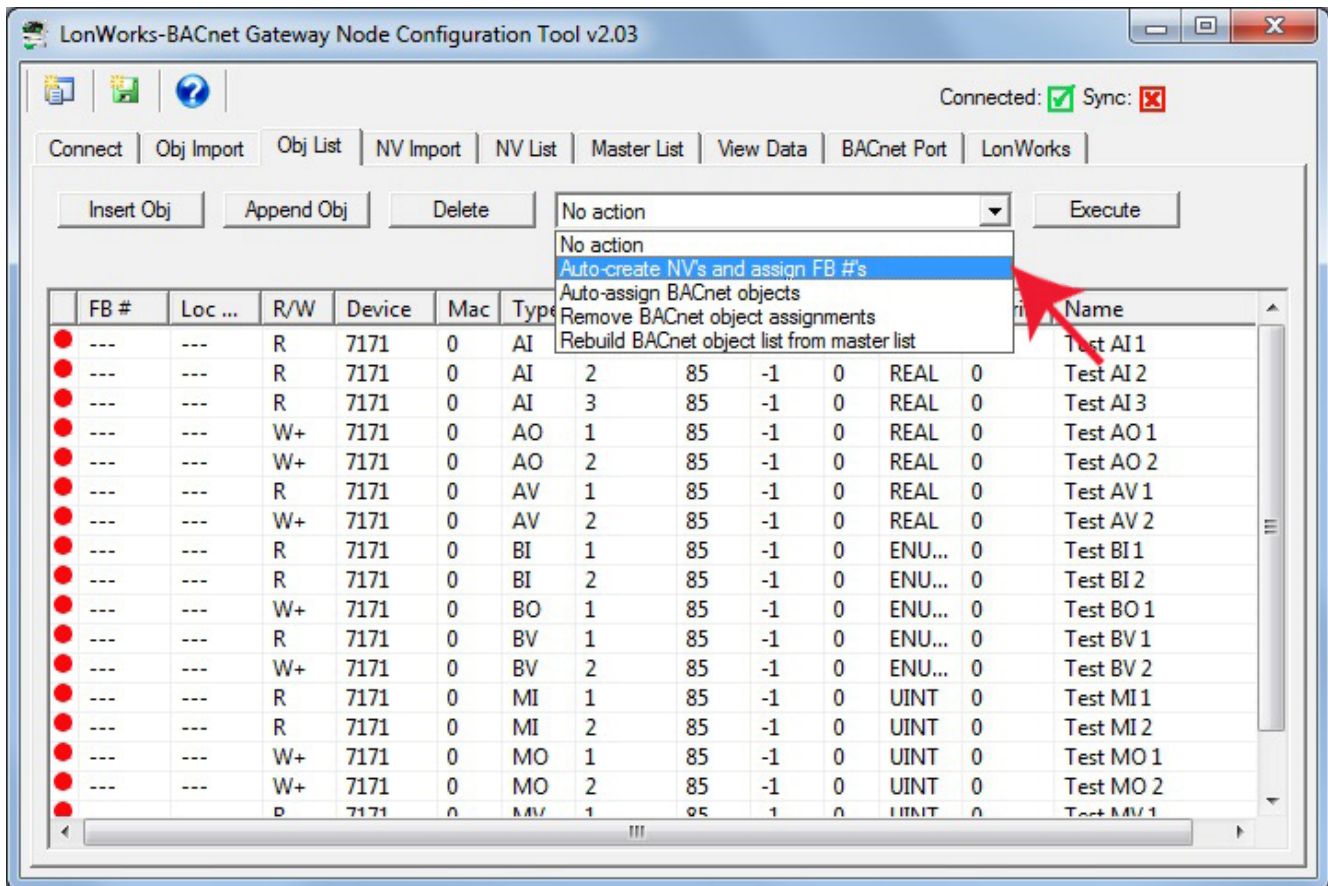 LonWorks-BACnet Gateway Node Configuration Tool v2.03
Connected: Sync:
Connect Obj Import Obj List NV Import NV List Master List View Data BACnet Port LonWorks
Insert Obj Append Obj Delete No action Execute
No action
Auto-create NV's and assign FB #'s
Auto-assign BACnet objects
Remove BACnet object assignments
Rebuild BACnet object list from master list
FB # Loc ... R/W Device Mac Type Name
--- --- R 7171 0 AI Test AI 1
--- --- R 7171 0 AI 2 85 -1 0 REAL 0 Test AI 2
--- --- R 7171 0 AI 3 85 -1 0 REAL 0 Test AI 3
--- --- W+ 7171 0 AO 1 85 -1 0 REAL 0 Test AO 1
--- --- W+ 7171 0 AO 2 85 -1 0 REAL 0 Test AO 2
--- --- R 7171 0 AV 1 85 -1 0 REAL 0 Test AV 1
--- --- W+ 7171 0 AV 2 85 -1 0 REAL 0 Test AV 2
--- --- R 7171 0 BI 1 85 -1 0 ENU... 0 Test BI 1
--- --- R 7171 0 BI 2 85 -1 0 ENU... 0 Test BI 2
--- --- W+ 7171 0 BO 1 85 -1 0 ENU... 0 Test BO 1
--- --- R 7171 0 BV 1 85 -1 0 ENU... 0 Test BV 1
--- --- W+ 7171 0 BV 2 85 -1 0 ENU... 0 Test BV 2
--- --- R 7171 0 MI 1 85 -1 0 UINT 0 Test MI 1
--- --- R 7171 0 MI 2 85 -1 0 UINT 0 Test MI 2
--- --- W+ 7171 0 MO 1 85 -1 0 UINT 0 Test MO 1
--- --- W+ 7171 0 MO 2 85 -1 0 UINT 0 Test MO 2
R 7171 0 MV 1 85 -1 0 UINT 0 Test MV 1